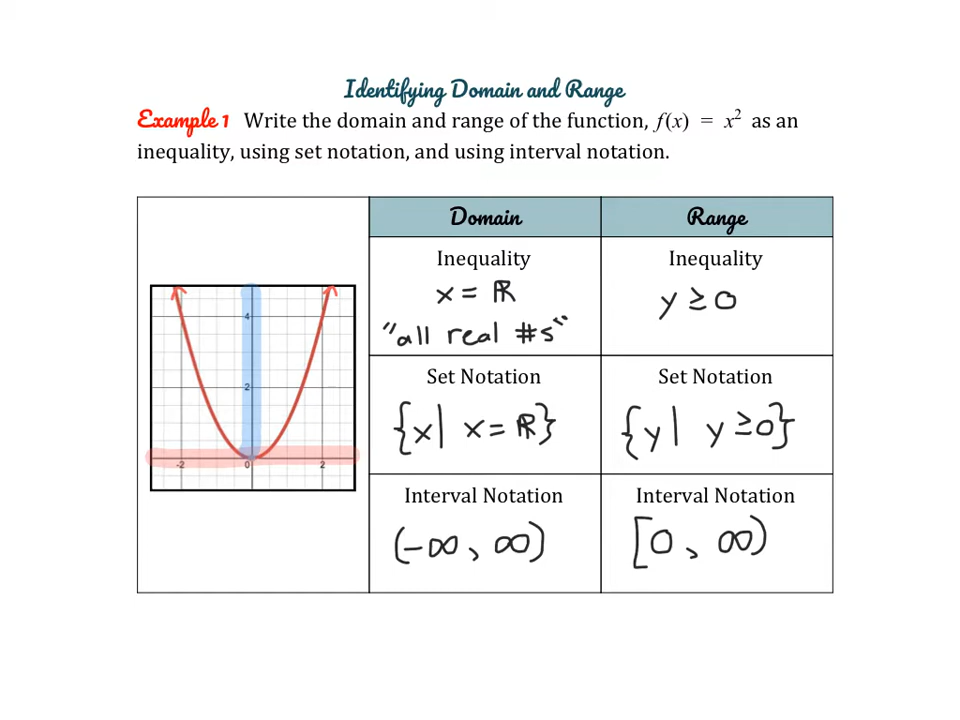 Identifying Domain and Range
Example 1 Write the domain and range of the function, f(x) = x² as an
inequality, using set notation, and using interval notation.
Domain
Range
Inequality
x = ℝ
"all real #s"
Inequality
y ≥ 0
Set Notation
{x| x = ℝ}
Set Notation
{y| y ≥ 0}
Interval Notation
(-∞, ∞)
Interval Notation
[0, ∞)
4
2
-2 0 2